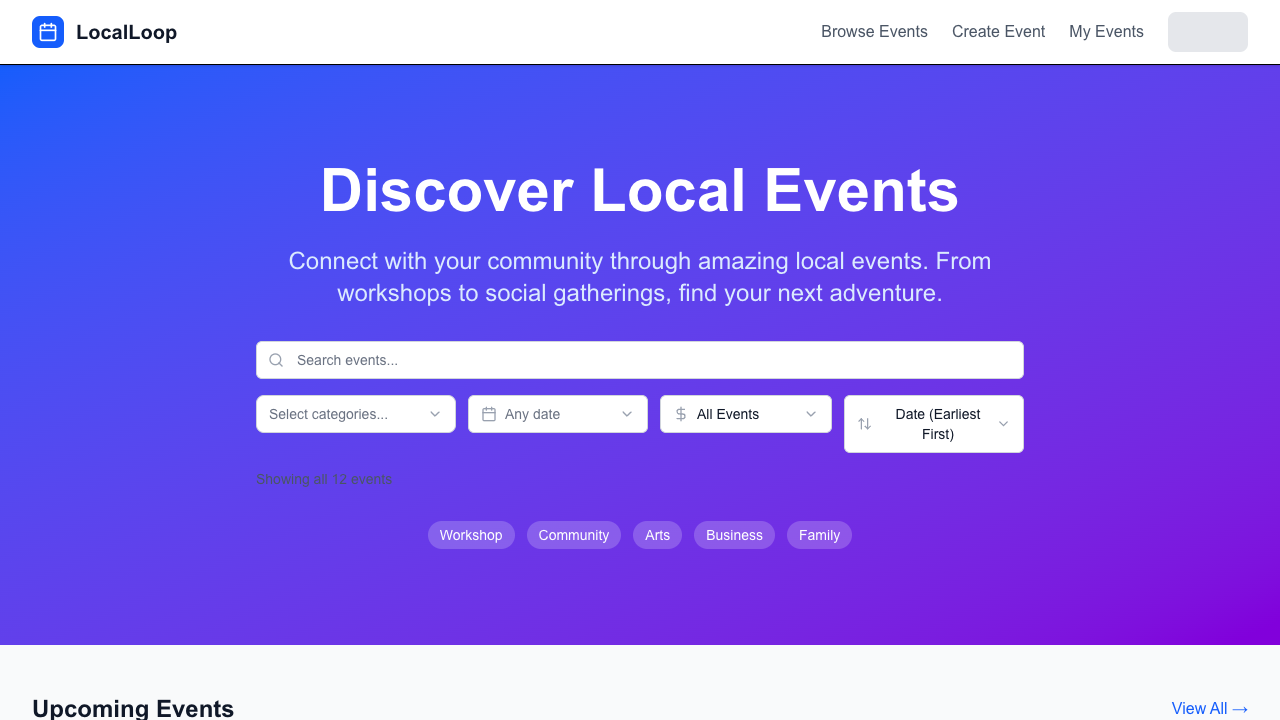 LocalLoop
Browse Events
Create Event
My Events
Discover Local Events
Connect with your community through amazing local events. From
workshops to social gatherings, find your next adventure.
Search events...
Select categories...
Any date
All Events
Date (Earliest
First)
Showing all 12 events
Workshop
Community
Arts
Business
Family
Upcoming Events
View All →